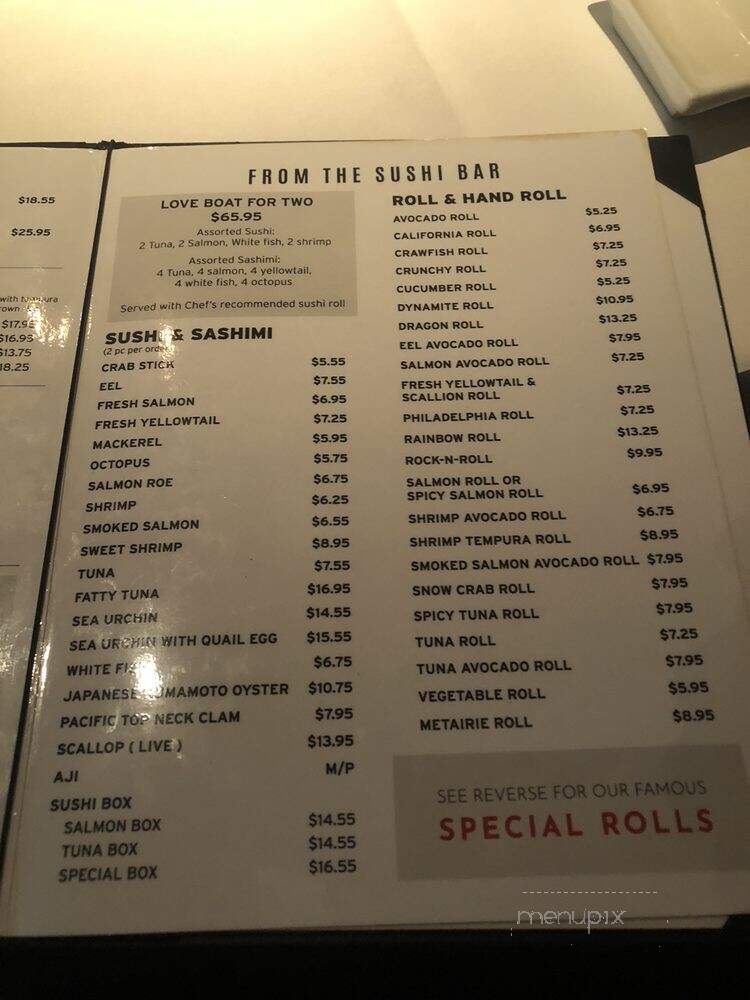 $18.55
$25.95
with
$17.95
$16.95
$13.75
18.25
FROM THE SUSHI BAR
LOVE BOAT FOR TWO
$65.95
Assorted Sushi:
2 Tuna, 2 Salmon, White fish, 2 shrimp
Assorted Sashimi:
4 Tuna, 4 salmon, 4 yellowtail,
4 white fish, 4 octopus
Served with Chef's recommended sushi roll
SUSHI & SASHIMI
(2 pc per order)
CRAB STICK $5.55
EEL $7.55
FRESH SALMON $6.95
FRESH YELLOWTAIL $7.25
MACKEREL $5.95
OCTOPUS $5.75
SALMON ROE $6.75
SHRIMP $6.25
SMOKED SALMON $6.55
SWEET SHRIMP $8.95
TUNA $7.55
FATTY TUNA $16.95
SEA URCHIN $14.55
SEA URCHIN WITH QUAIL EGG $15.55
WHITE FISH $6.75
JAPANESE KUMAMOTO OYSTER $10.75
PACIFIC TOP NECK CLAM $7.95
SCALLOP ( LIVE ) $13.95
AJI M/P
SUSHI BOX
SALMON BOX $14.55
TUNA BOX $14.55
SPECIAL BOX $16.55
ROLL & HAND ROLL
AVOCADO ROLL $5.25
CALIFORNIA ROLL $6.95
CRAWFISH ROLL $7.25
CRUNCHY ROLL $7.25
CUCUMBER ROLL $5.25
DYNAMITE ROLL $10.95
DRAGON ROLL $13.25
EEL AVOCADO ROLL $7.95
SALMON AVOCADO ROLL $7.25
FRESH YELLOWTAIL &
SCALLION ROLL $7.25
PHILADELPHIA ROLL $7.25
RAINBOW ROLL $13.25
ROCK-N-ROLL $9.95
SALMON ROLL OR
SPICY SALMON ROLL $6.95
SHRIMP AVOCADO ROLL $6.75
SHRIMP TEMPURA ROLL $8.95
SMOKED SALMON AVOCADO ROLL $7.95
SNOW CRAB ROLL $7.95
SPICY TUNA ROLL $7.95
TUNA ROLL $7.25
TUNA AVOCADO ROLL $7.95
VEGETABLE ROLL $5.95
METAIRIE ROLL $8.95
SEE REVERSE FOR OUR FAMOUS
SPECIAL ROLLS
menupix